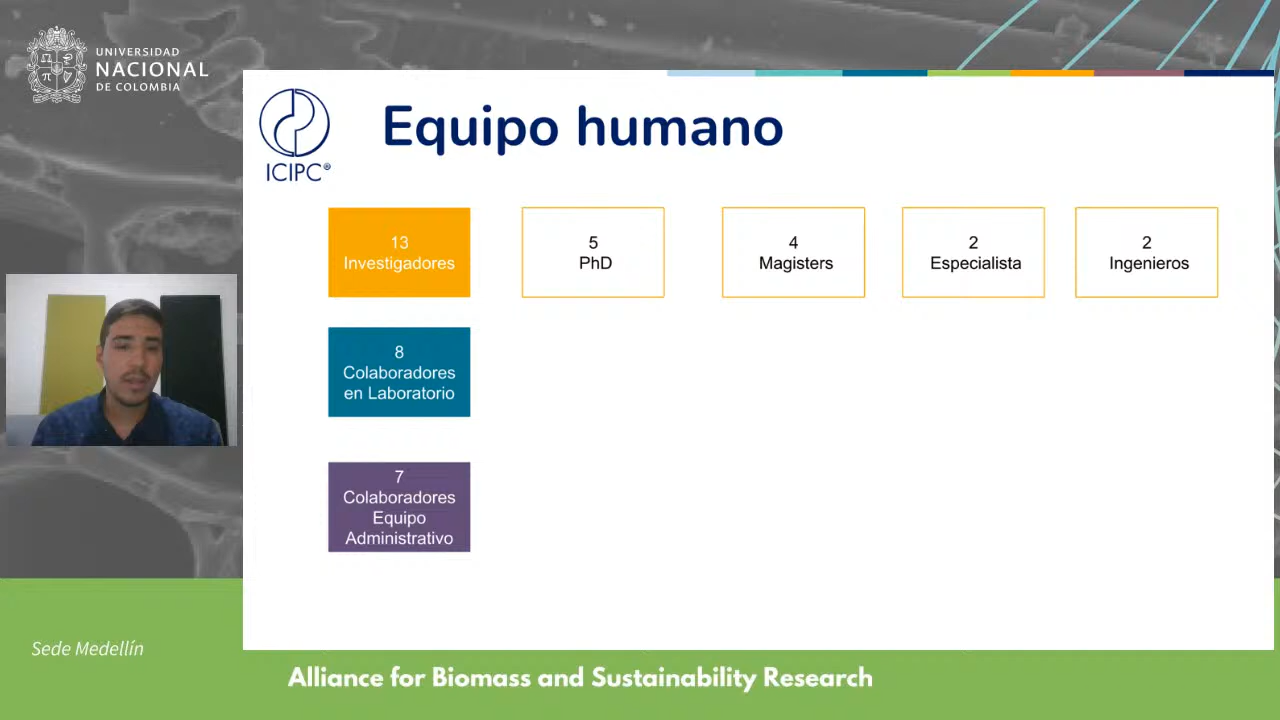 UNIVERSIDAD
NACIONAL
DE COLOMBIA
ICIPC®
Equipo humano
13
Investigadores
5
PhD
4
Magisters
2
Especialista
2
Ingenieros
8
Colaboradores
en Laboratorio
7
Colaboradores
Equipo
Administrativo
Sede Medellín
Alliance for Biomass and Sustainability Research